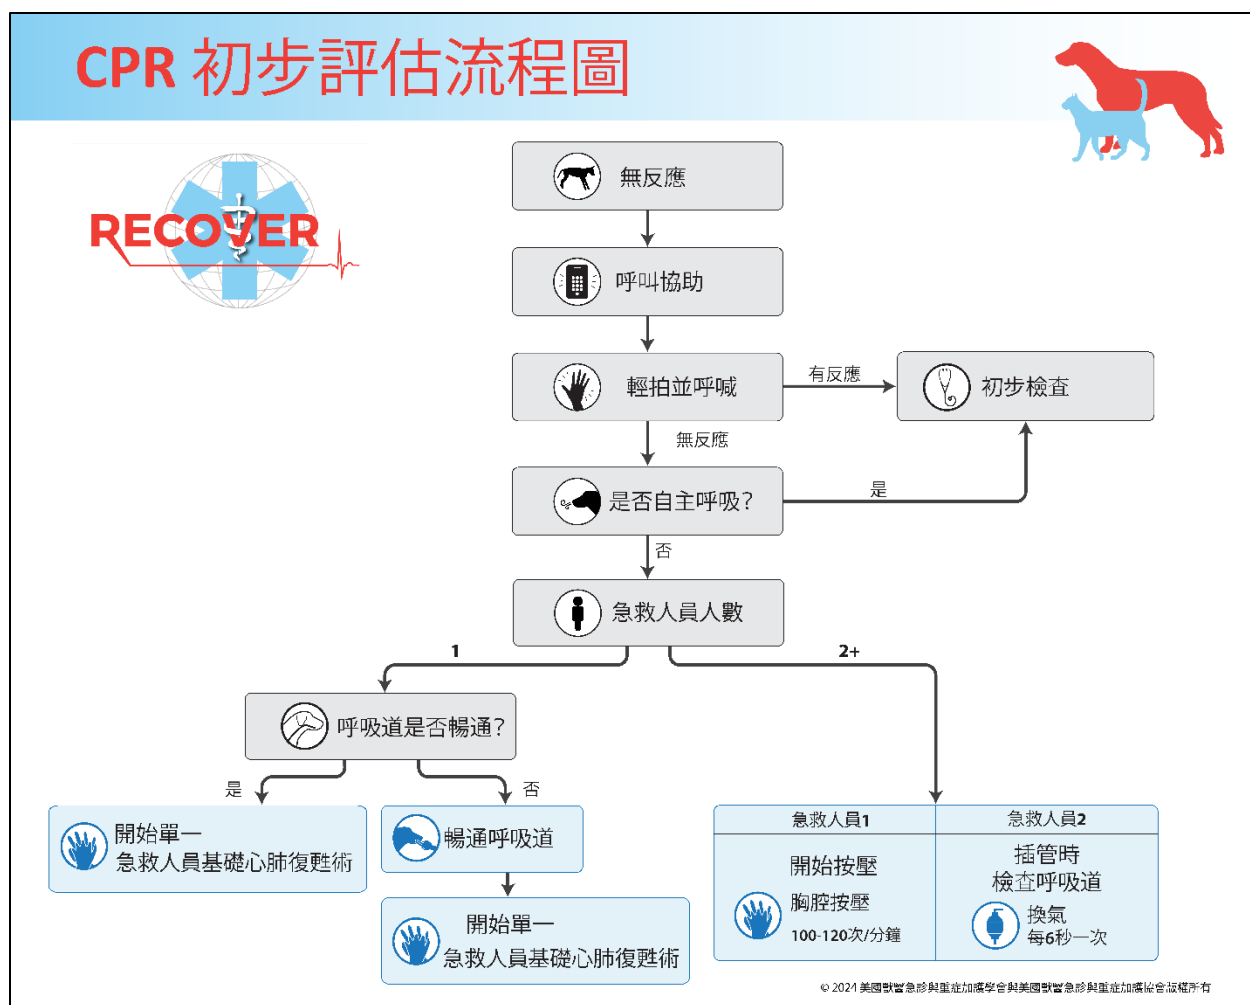 CPR 初步評估流程圖
RECOVER
無反應
呼叫協助
輕拍並呼喊
有反應
初步檢查
無反應
是否自主呼吸？
是
否
急救人員人數
1
2+
呼吸道是否暢通？
是
否
開始單一
急救人員基礎心肺復甦術
暢通呼吸道
開始單一
急救人員基礎心肺復甦術
急救人員1
開始按壓
胸腔按壓
100-120次/分鐘
急救人員2
插管時
檢查呼吸道
換氣
每6秒一次
© 2024 美國獸醫急診與重症加護學會與美國獸醫急診與重症加護協會版權所有